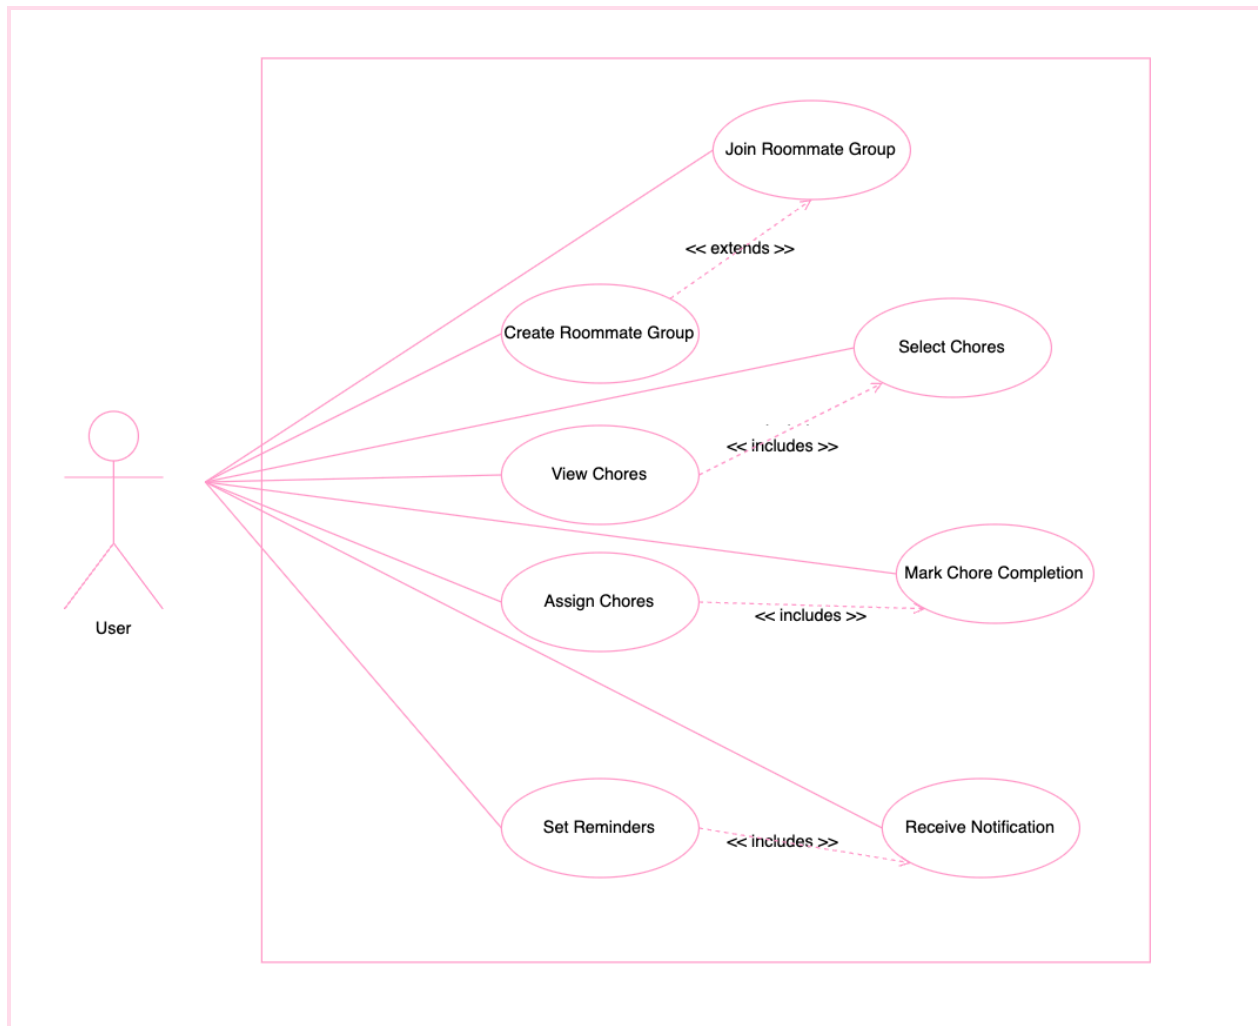 Join Roommate Group
<< extends >>
Create Roommate Group
Select Chores
<< includes >>
View Chores
Mark Chore Completion
Assign Chores
<< includes >>
User
Set Reminders
<< includes >>
Receive Notification